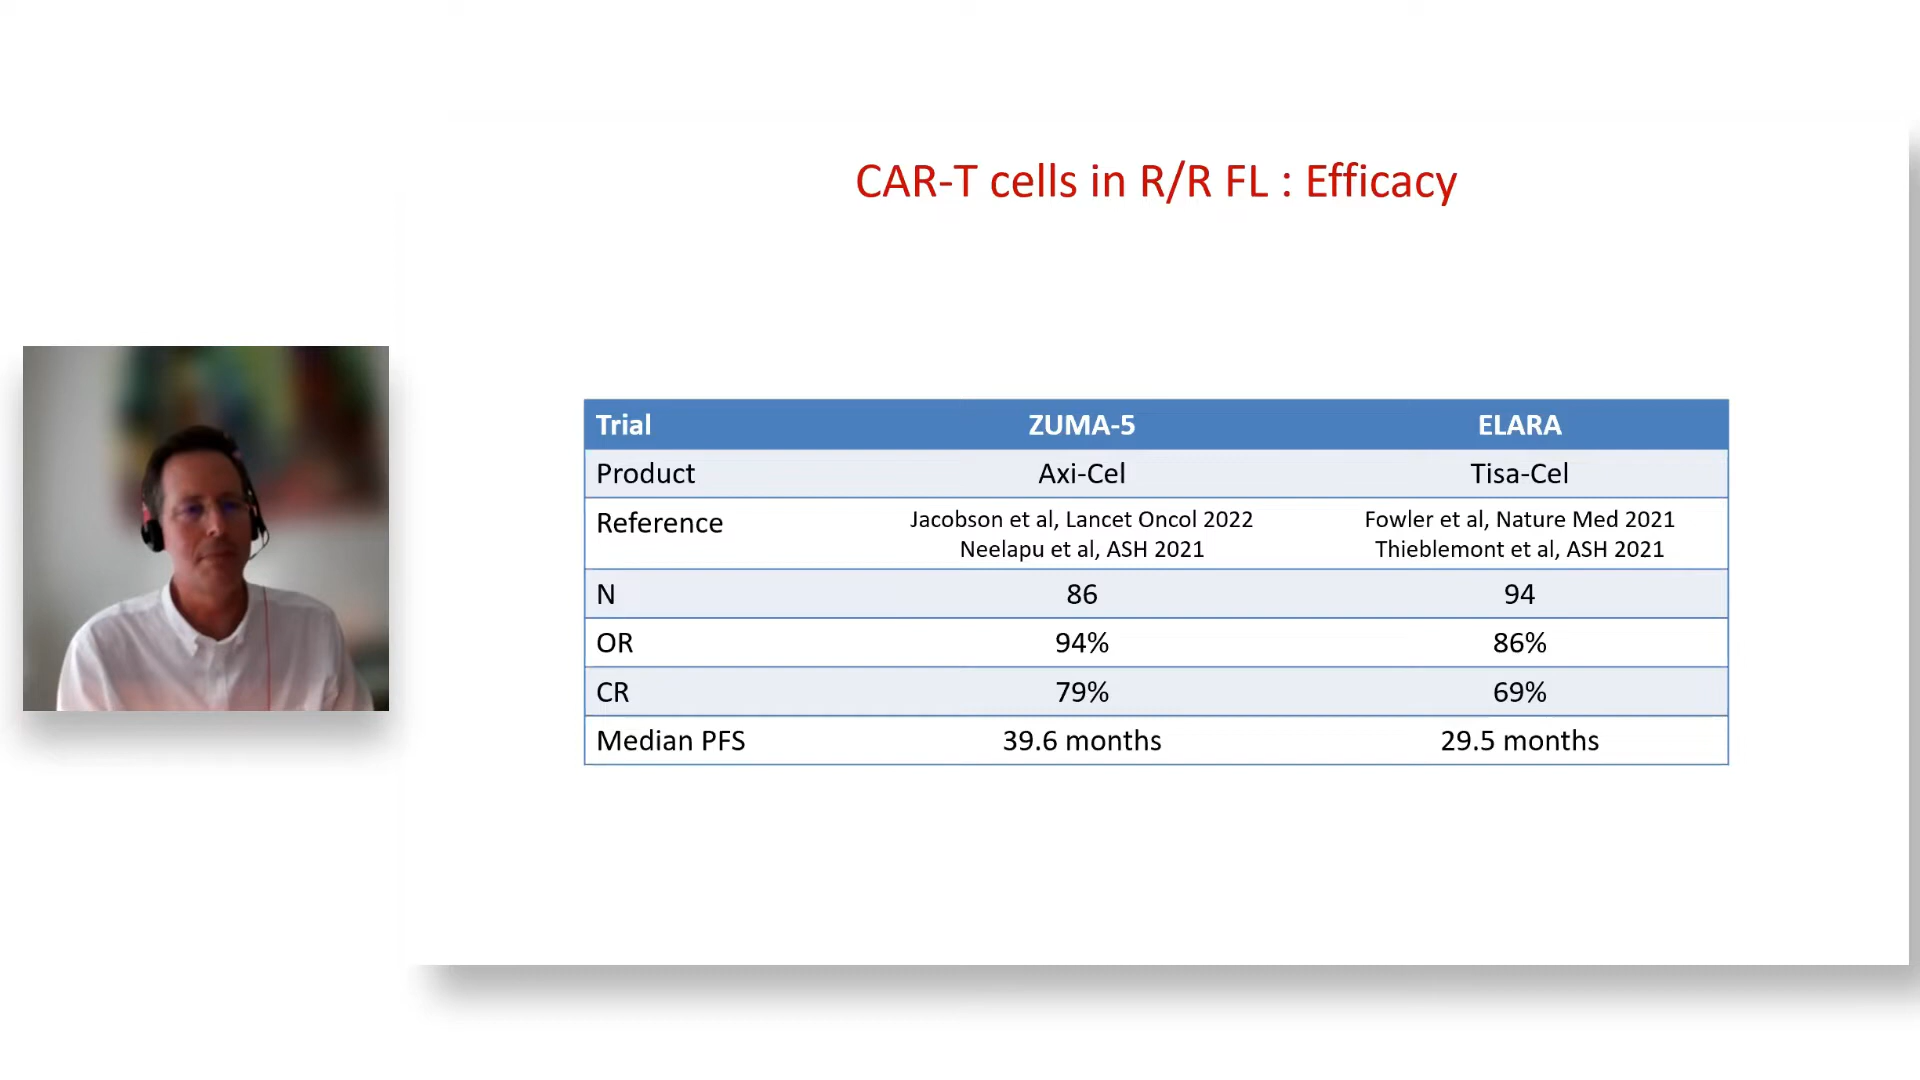 CAR-T cells in R/R FL : Efficacy
Trial ZUMA-5 ELARA
Product Axi-Cel Tisa-Cel
Reference Jacobson et al, Lancet Oncol 2022 Fowler et al, Nature Med 2021
Neelapu et al, ASH 2021 Thieblemont et al, ASH 2021
N 86 94
OR 94% 86%
CR 79% 69%
Median PFS 39.6 months 29.5 months